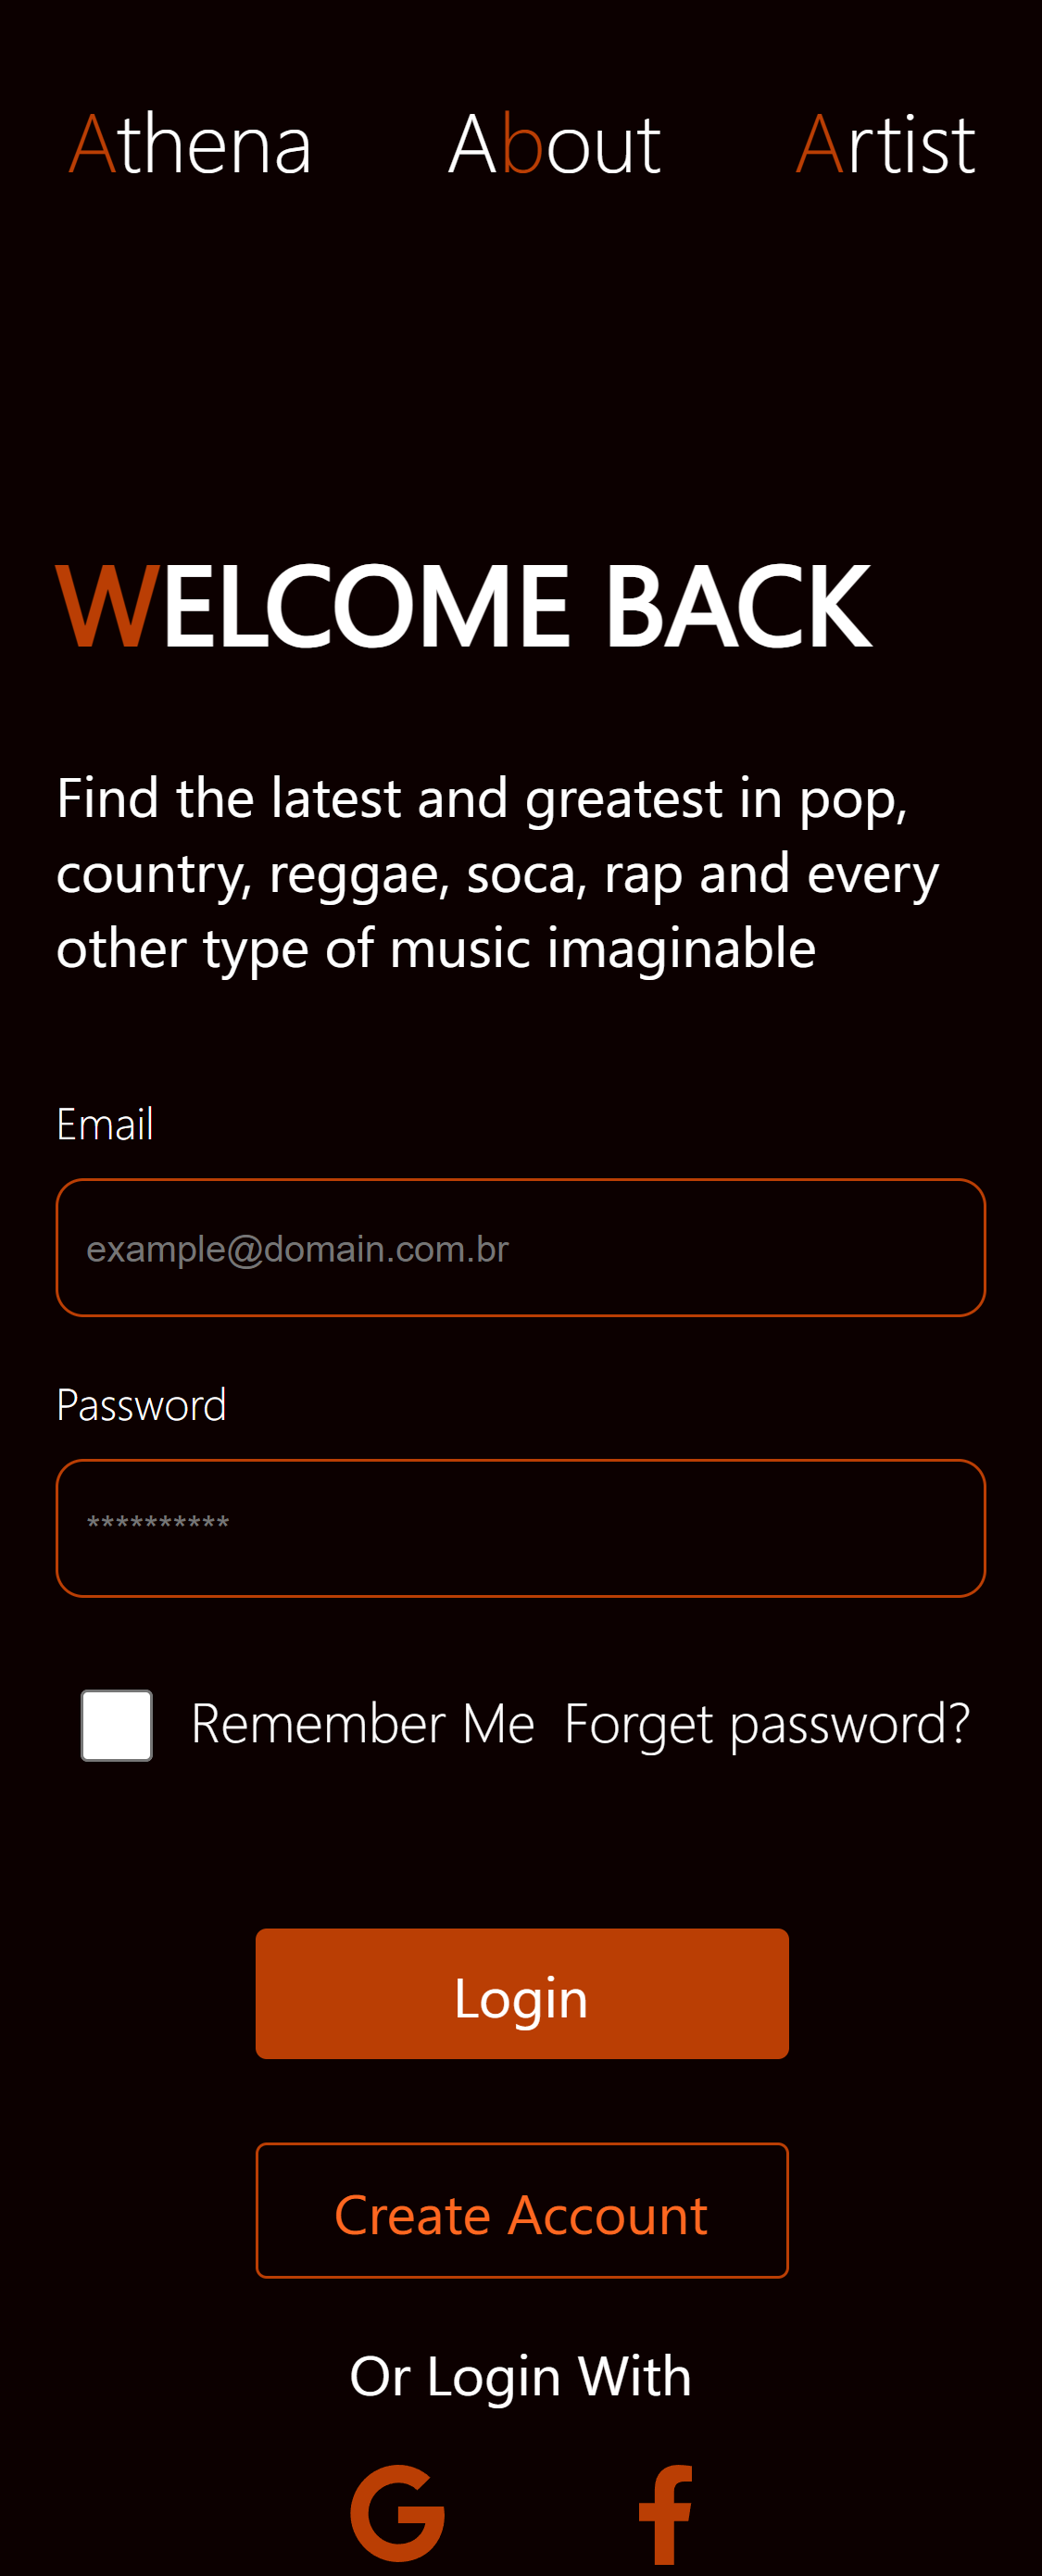 Athena About Artist
WELCOME BACK
Find the latest and greatest in pop,
country, reggae, soca, rap and every
other type of music imaginable
Email
example@domain.com.br
Password
**********
Remember Me Forget password?
Login
Create Account
Or Login With